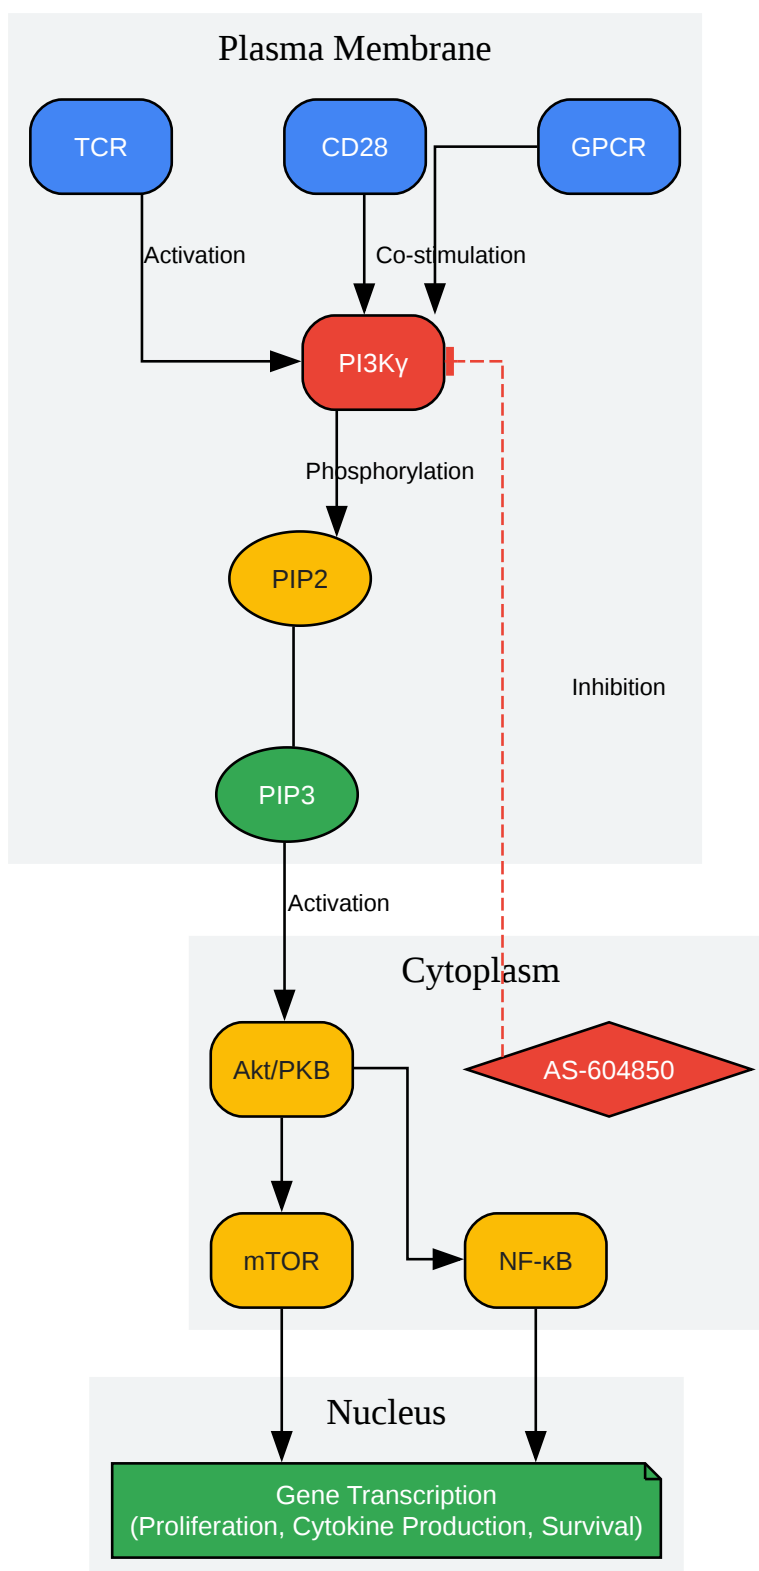 Plasma Membrane
TCR
CD28
GPCR
Activation
Co-stimulation
PI3Kγ
Phosphorylation
PIP2
Inhibition
PIP3
Activation
Cytoplasm
Akt/PKB
AS-604850
mTOR
NF-κB
Nucleus
Gene Transcription
(Proliferation, Cytokine Production, Survival)